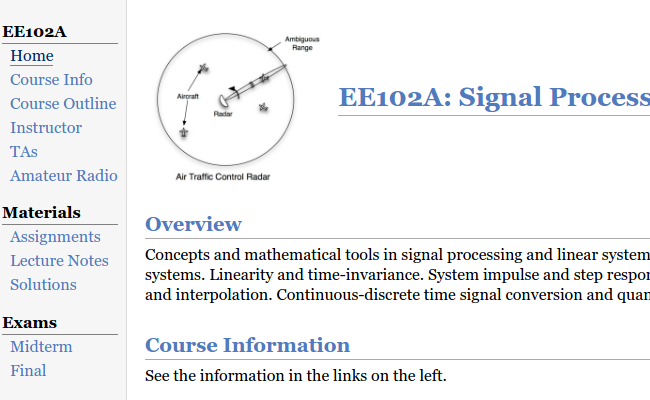 EE102A
Home
Course Info
Course Outline
Instructor
TAs
Amateur Radio
Materials
Assignments
Lecture Notes
Solutions
Exams
Midterm
Final
Ambiguous
Range
Aircraft
Radar
Air Traffic Control Radar
EE102A: Signal Process
Overview
Concepts and mathematical tools in signal processing and linear system
systems. Linearity and time-invariance. System impulse and step respon
and interpolation. Continuous-discrete time signal conversion and quan
Course Information
See the information in the links on the left.